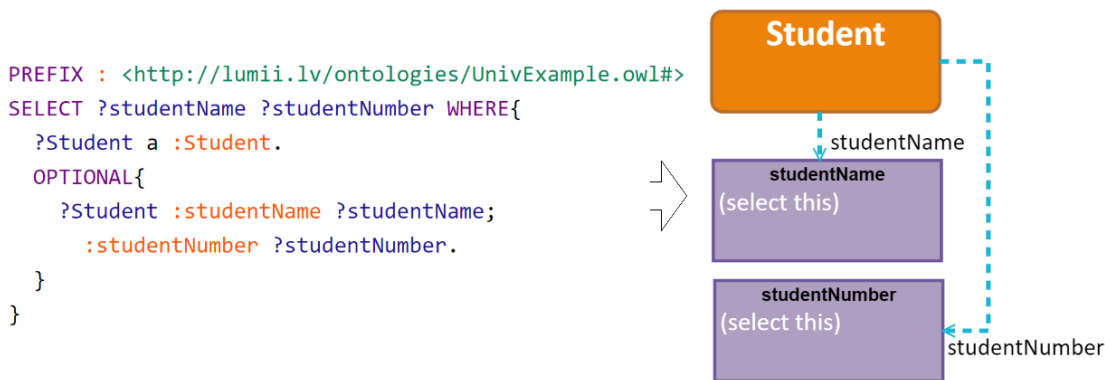 PREFIX : <http://lumii.lv/ontologies/UnivExample.owl#>
SELECT ?studentName ?studentNumber WHERE{
?Student a :Student.
OPTIONAL{
?Student :studentName ?studentName;
:studentNumber ?studentNumber.
}
}
Student
studentName
studentName
(select this)
studentNumber
(select this)
studentNumber